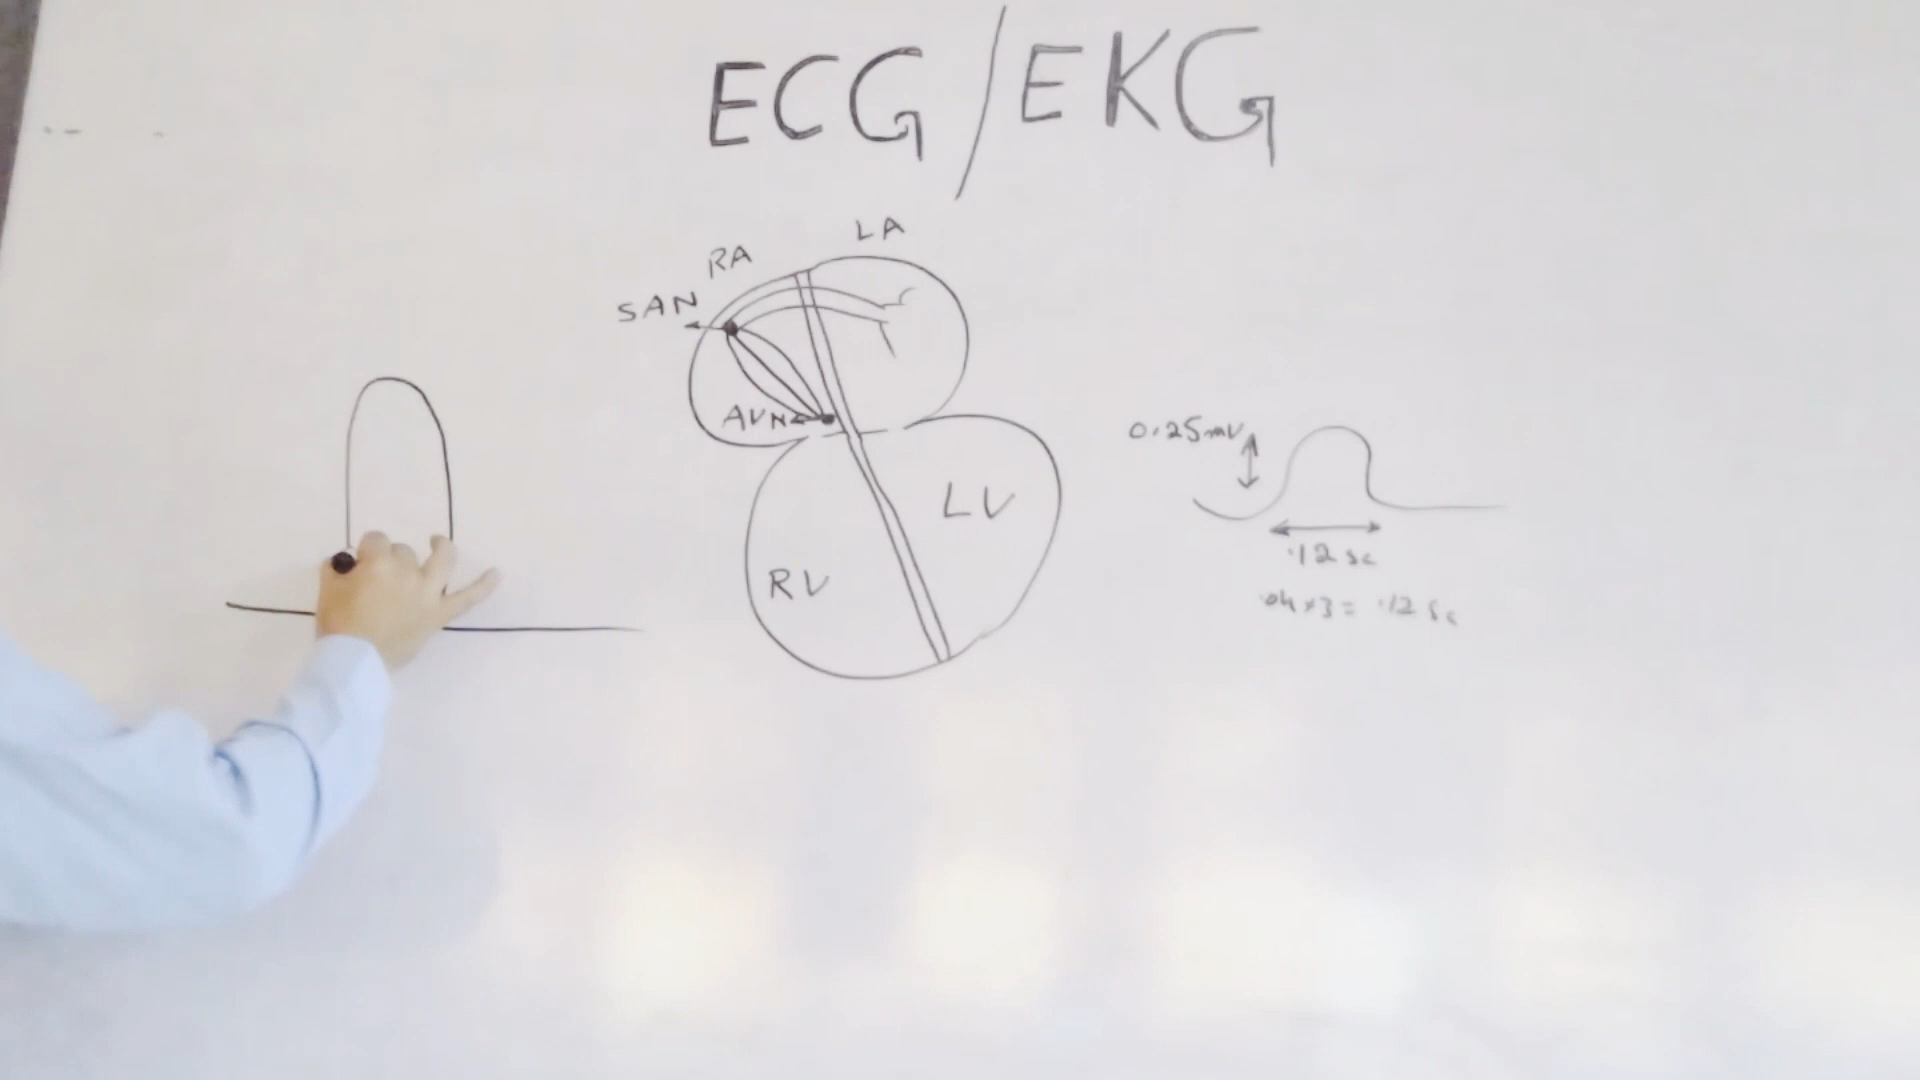 ECG/EKG
LA
RA
SAN
AVN
LV
RV
0.25mV
.12 sc
.04 x 3 = .12 Sc